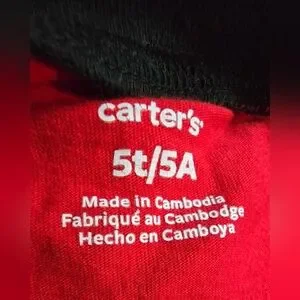 carter's
5t/5A
Made in Cambodia
Fabriqué au Cambodge
Hecho en Camboya